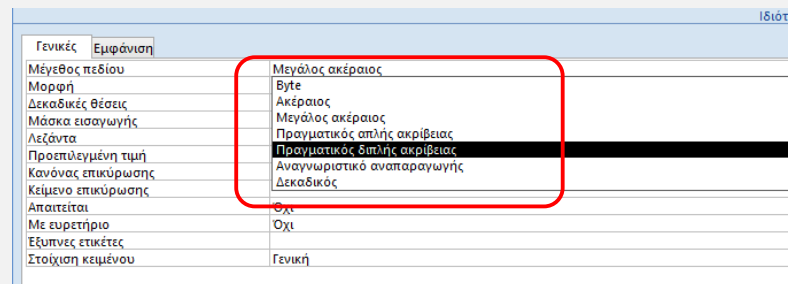 Ιδιότ
Γενικές Εμφάνιση
Μέγεθος πεδίου Μεγάλος ακέραιος
Μορφή Byte
Δεκαδικές θέσεις Ακέραιος
Μάσκα εισαγωγής Μεγάλος ακέραιος
Λεζάντα Πραγματικός απλής ακρίβειας
Προεπιλεγμένη τιμή Πραγματικός διπλής ακρίβειας
Κανόνας επικύρωσης Αναγνωριστικό αναπαραγωγής
Κείμενο επικύρωσης Δεκαδικός
Απαιτείται Όχι
Με ευρετήριο Όχι
Έξυπνες ετικέτες
Στοίχιση κειμένου Γενική